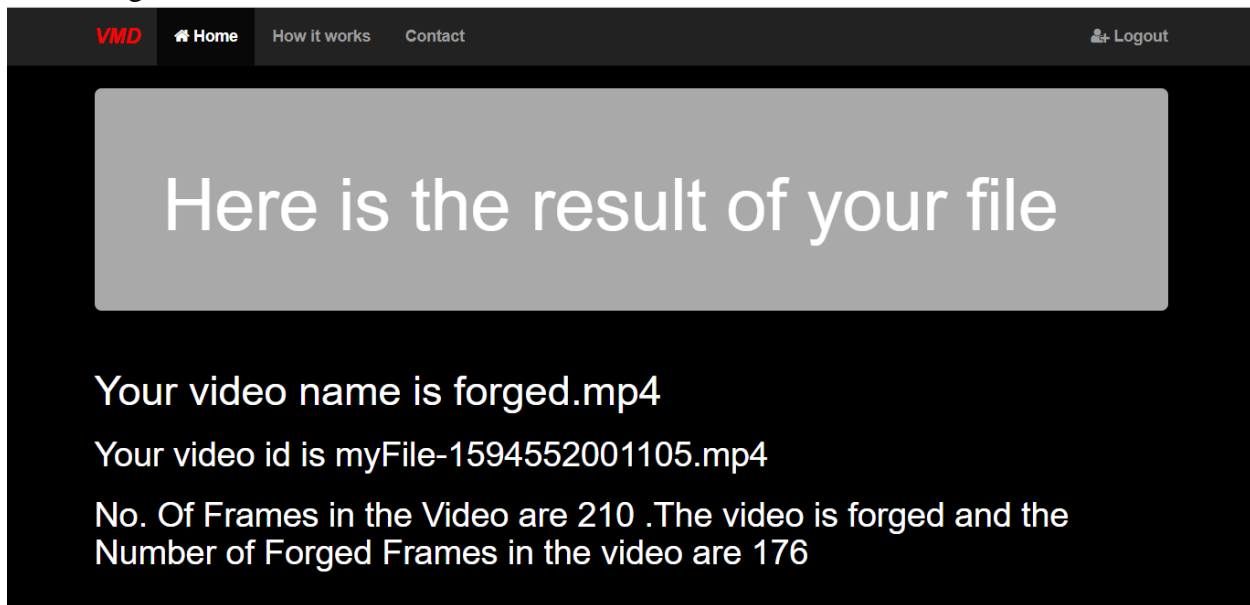 VMD Home How it works Contact Logout
Here is the result of your file
Your video name is forged.mp4
Your video id is myFile-1594552001105.mp4
No. Of Frames in the Video are 210 .The video is forged and the
Number of Forged Frames in the video are 176